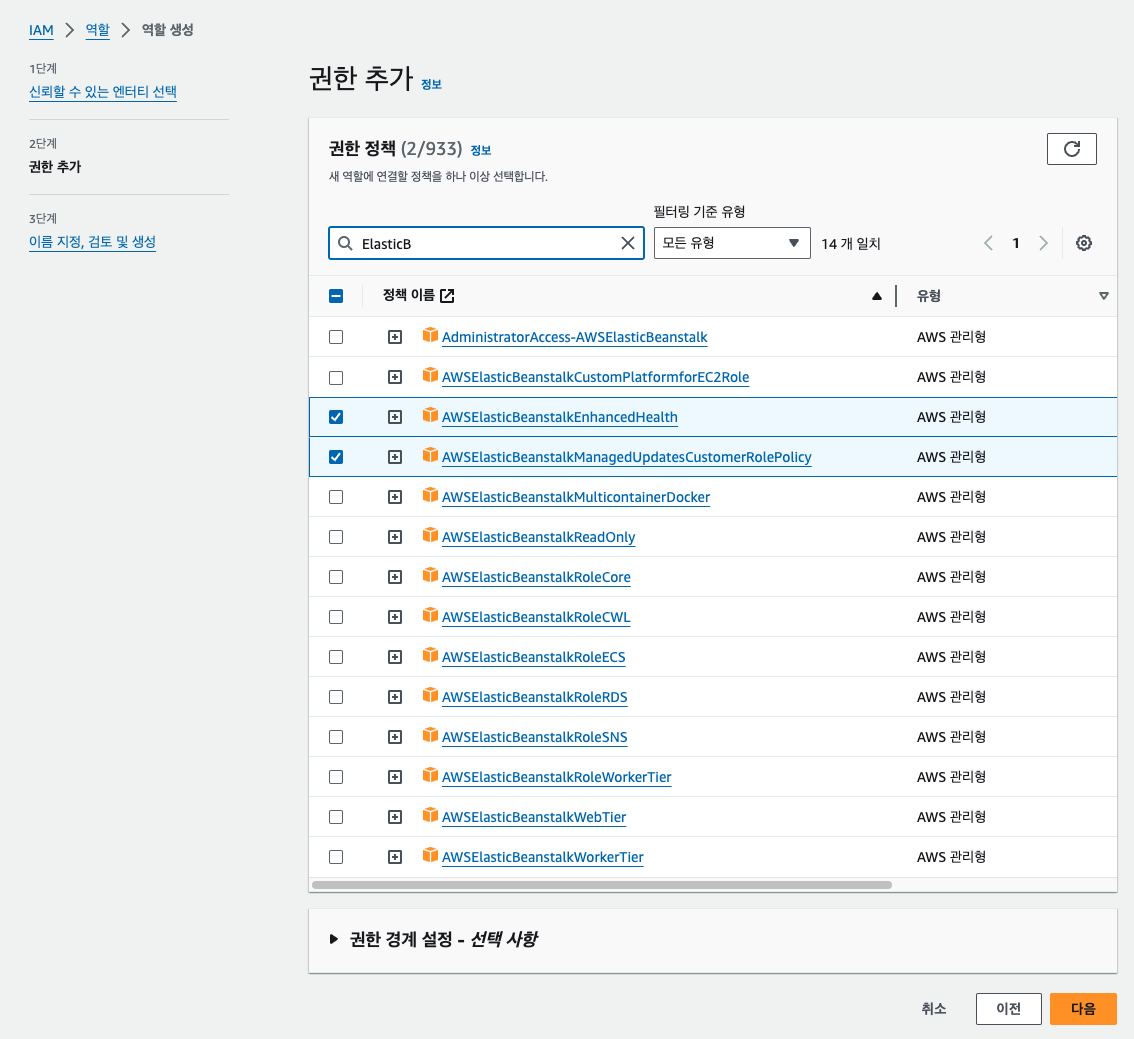 IAM > 역할 > 역할 생성
1단계
신뢰할 수 있는 엔터티 선택
2단계
권한 추가
3단계
이름 지정, 검토 및 생성
권한 추가 정보
권한 정책 (2/933) 정보
새 역할에 연결할 정책을 하나 이상 선택합니다.
필터링 기준 유형
ElasticB
모든 유형
14 개 일치
1
정책 이름
유형
AdministratorAccess-AWSElasticBeanstalk AWS 관리형
AWSElasticBeanstalkCustomPlatformforEC2Role AWS 관리형
AWSElasticBeanstalkEnhancedHealth AWS 관리형
AWSElasticBeanstalkManagedUpdatesCustomerRolePolicy AWS 관리형
AWSElasticBeanstalkMulticontainerDocker AWS 관리형
AWSElasticBeanstalkReadOnly AWS 관리형
AWSElasticBeanstalkRoleCore AWS 관리형
AWSElasticBeanstalkRoleCWL AWS 관리형
AWSElasticBeanstalkRoleECS AWS 관리형
AWSElasticBeanstalkRoleRDS AWS 관리형
AWSElasticBeanstalkRoleSNS AWS 관리형
AWSElasticBeanstalkRoleWorkerTier AWS 관리형
AWSElasticBeanstalkWebTier AWS 관리형
AWSElasticBeanstalkWorkerTier AWS 관리형
권한 경계 설정 - 선택 사항
취소
이전
다음